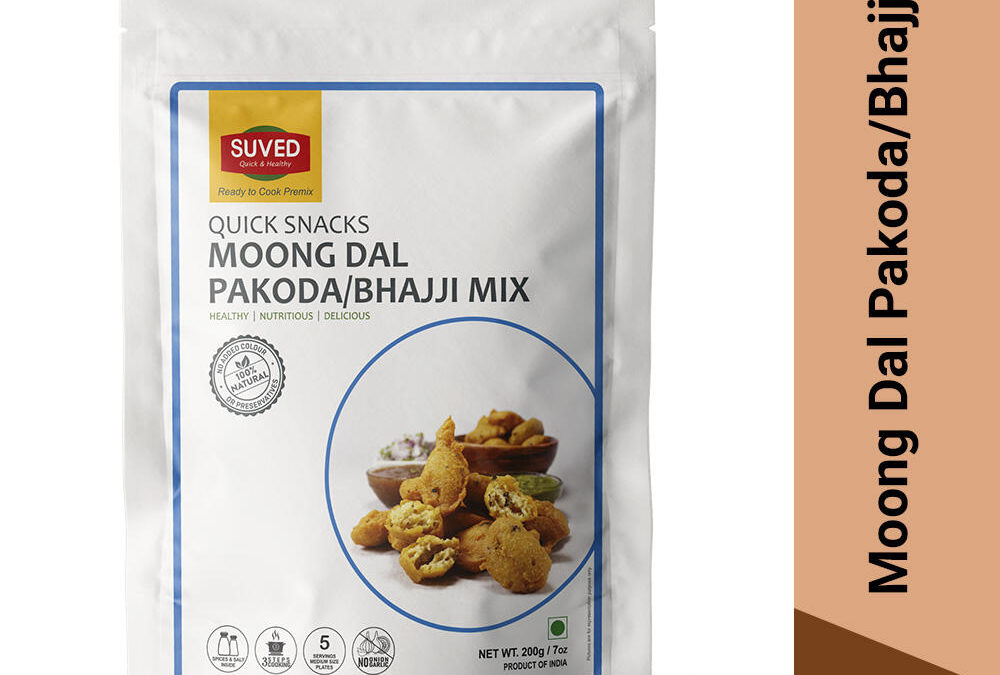 SUVED
Quick & Healthy
Ready to Cook Premix
QUICK SNACKS
MOONG DAL
PAKODA/BHAJJI MIX
HEALTHY | NUTRITIOUS | DELICIOUS
NO ADDED COLOUR
100%
NATURAL
OR PRESERVATIVES
SPICES & SALT
INSIDE
3 STEPS
COOKING
5
SERVINGS
MEDIUM SIZE
PLATES
NO ONION
GARLIC
NET WT. 200g / 7oz
PRODUCT OF INDIA
Moong Dal Pakoda/Bhajji